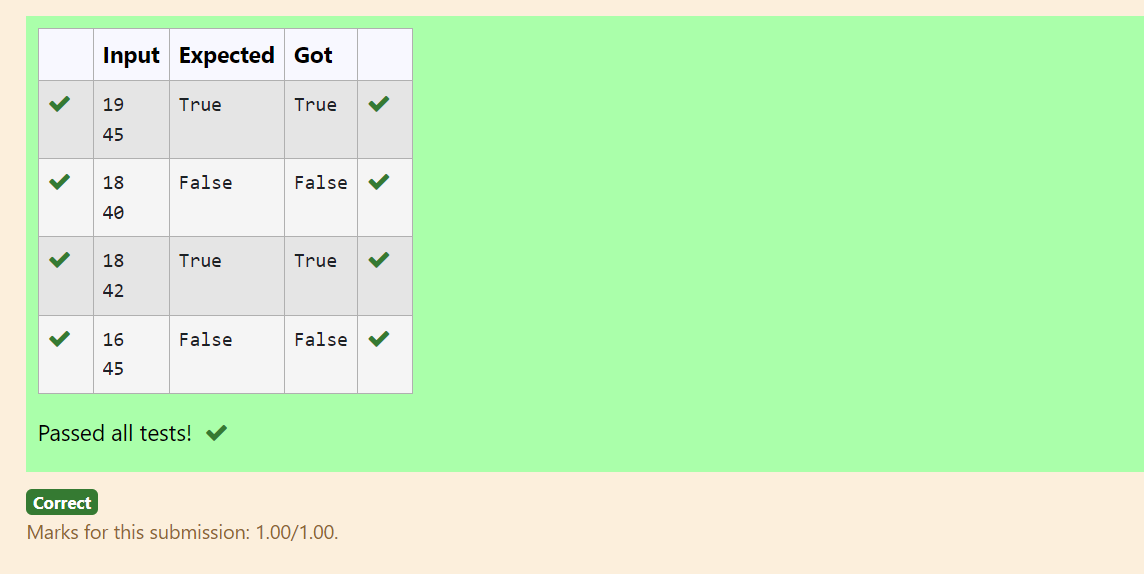 Input Expected Got
19 True True
45
18 False False
40
18 True True
42
16 False False
45
Passed all tests!
Correct
Marks for this submission: 1.00/1.00.